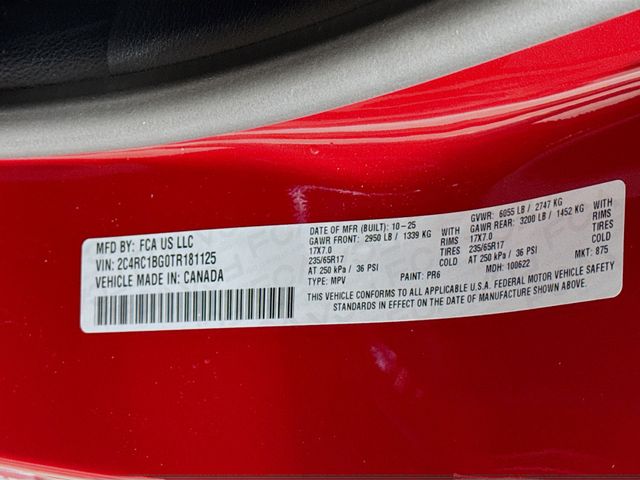 MFD BY: FCA US LLC
VIN: 2C4RC1BG0TR181125
VEHICLE MADE IN: CANADA
DATE OF MFR (BUILT): 10-25
GAWR FRONT: 2950 LB / 1339 KG WITH
17X7.0 RIMS
235/65R17 TIRES
AT 250 kPa / 36 PSI
TYPE: MPV PAINT: PR6
GVWR: 6055 LB / 2747 KG
GAWR REAR: 3200 LB / 1452 KG WITH
17X7.0 RIMS
235/65R17 TIRES
AT 250 kPa / 36 PSI
MDH: 100622 MKT: 875
THIS VEHICLE CONFORMS TO ALL APPLICABLE U.S.A. FEDERAL MOTOR VEHICLE SAFETY
STANDARDS IN EFFECT ON THE DATE OF MANUFACTURE SHOWN ABOVE.